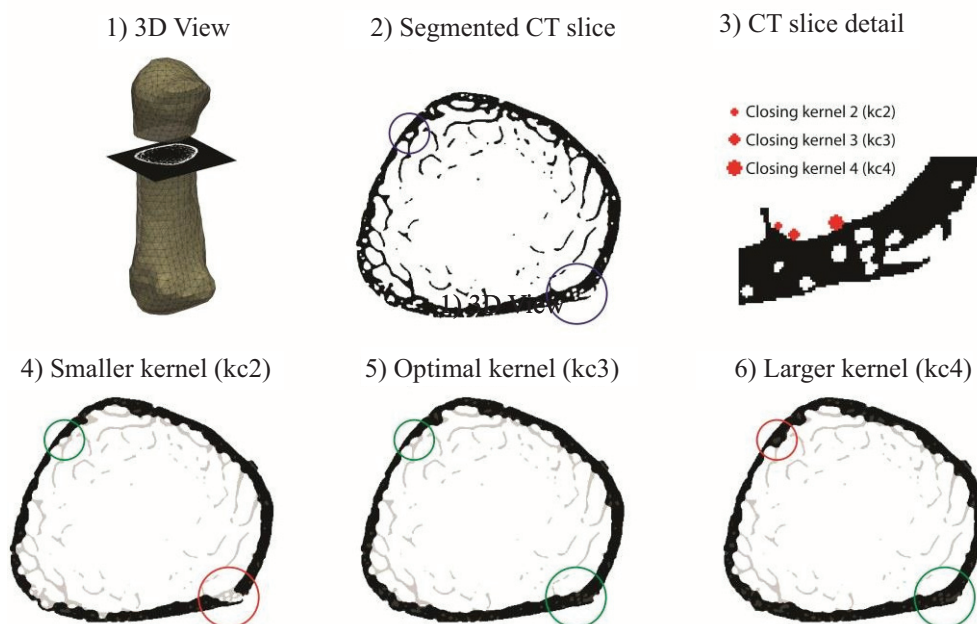 1) 3D View
2) Segmented CT slice
3) CT slice detail
Closing kernel 2 (kc2)
Closing kernel 3 (kc3)
Closing kernel 4 (kc4)
1) 3D View
4) Smaller kernel (kc2)
5) Optimal kernel (kc3)
6) Larger kernel (kc4)